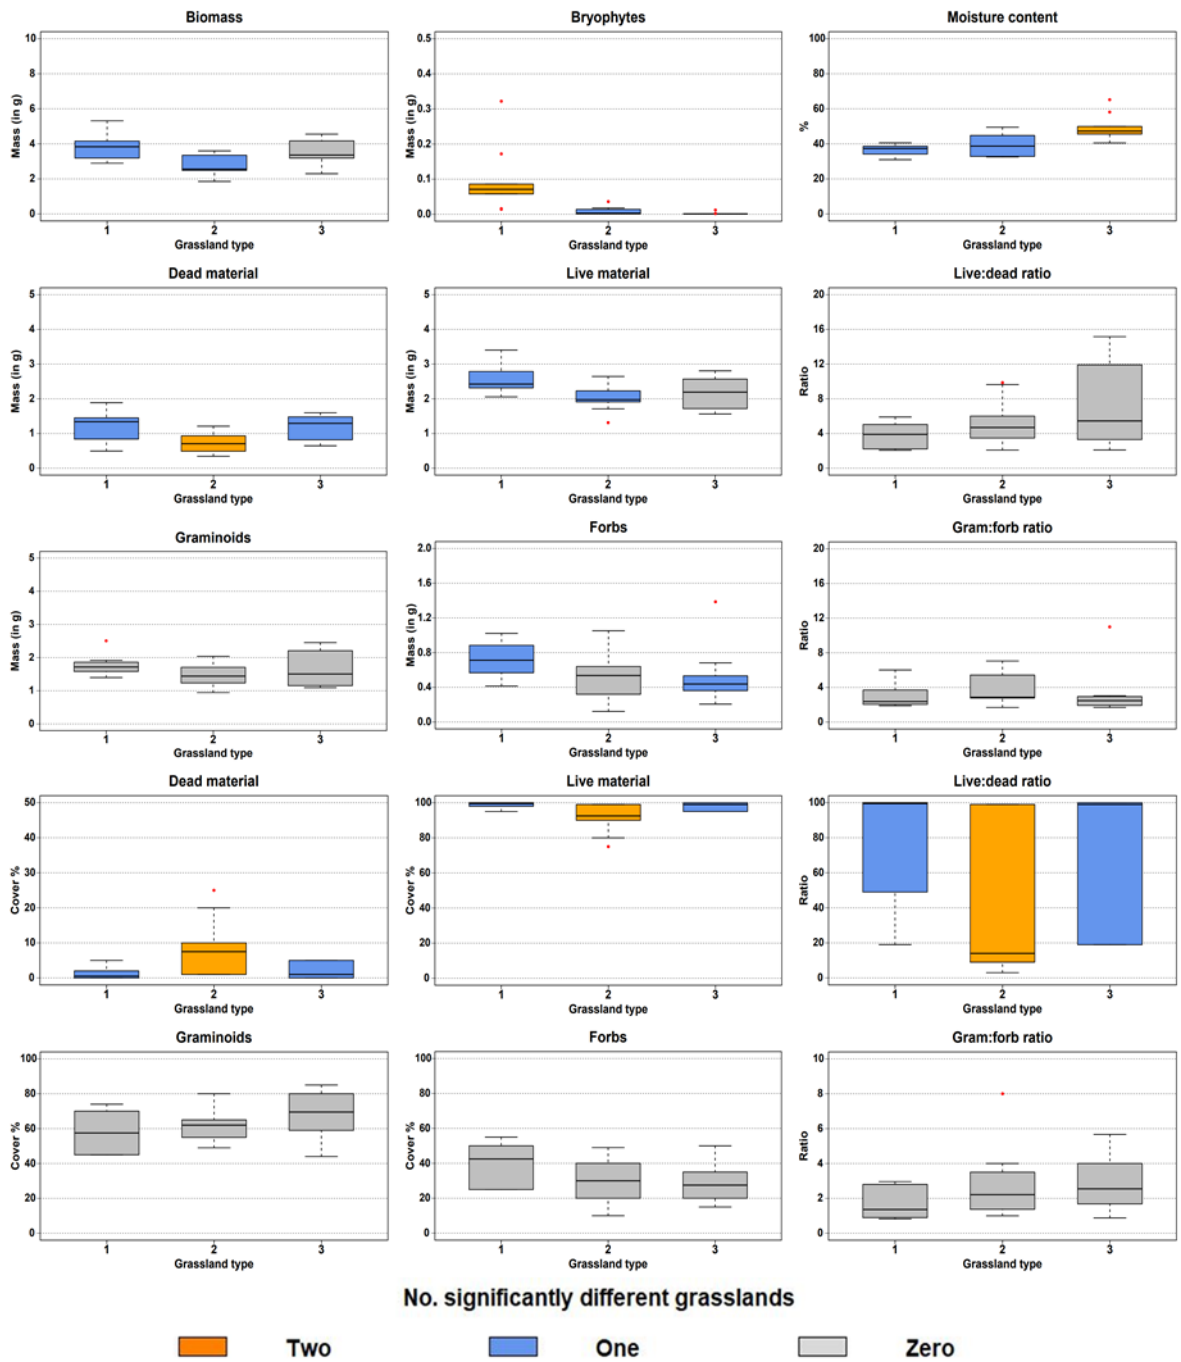 Biomass
Bryophytes
Moisture content
10
8
6
4
2
0
Mass (in g)
1 2 3
Grassland type
0.5
0.4
0.3
0.2
0.1
0.0
Mass (in g)
1 2 3
Grassland type
100
80
60
40
20
0
%
1 2 3
Grassland type
Dead material
Live material
Live:dead ratio
5
4
3
2
1
0
Mass (in g)
1 2 3
Grassland type
5
4
3
2
1
0
Mass (in g)
1 2 3
Grassland type
20
16
12
8
4
0
Ratio
1 2 3
Grassland type
Graminoids
Forbs
Gram:forb ratio
5
4
3
2
1
0
Mass (in g)
1 2 3
Grassland type
2.0
1.6
1.2
0.8
0.4
0.0
Mass (in g)
1 2 3
Grassland type
20
16
12
8
4
0
Ratio
1 2 3
Grassland type
Dead material
Live material
Live:dead ratio
50
40
30
20
10
0
Cover %
1 2 3
Grassland type
100
80
60
40
20
0
Cover %
1 2 3
Grassland type
100
80
60
40
20
0
Ratio
1 2 3
Grassland type
Graminoids
Forbs
Gram:forb ratio
100
80
60
40
20
0
Cover %
1 2 3
Grassland type
100
80
60
40
20
0
Cover %
1 2 3
Grassland type
10
8
6
4
2
0
Ratio
1 2 3
Grassland type
No. significantly different grasslands
Two One Zero